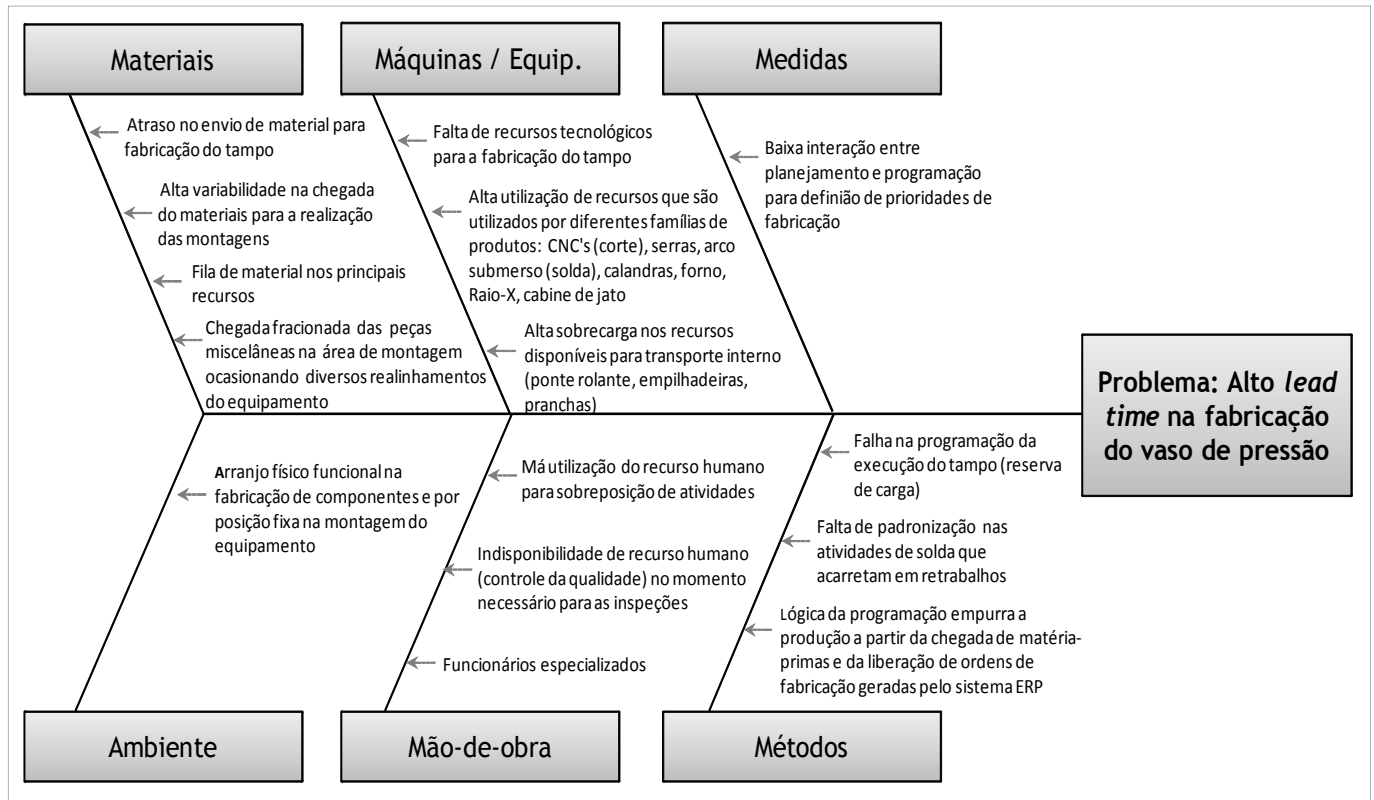 Materiais
Máquinas / Equip.
Medidas
Atraso no envio de material para
fabricação do tampo
Alta variabilidade na chegada
do materiais para a realização
das montagens
Fila de material nos principais
recursos
Chegada fracionada das peças
miscelâneas na área de montagem
ocasionando diversos realinhamentos
do equipamento
Falta de recursos tecnológicos
para a fabricação do tampo
Alta utilização de recursos que são
utilizados por diferentes famílias de
produtos: CNC's (corte), serras, arco
submerso (solda), calandras, forno,
Raio-X, cabine de jato
Alta sobrecarga nos recursos
disponíveis para transporte interno
(ponte rolante, empilhadeiras,
pranchas)
Baixa interação entre
planejamento e programação
para definião de prioridades de
fabricação
Problema: Alto lead
time na fabricação
do vaso de pressão
Arranjo físico funcional na
fabricação de componentes e por
posição fixa na montagem do
equipamento
Má utilização do recurso humano
para sobreposição de atividades
Indisponibilidade de recurso humano
(controle da qualidade) no momento
necessário para as inspeções
Funcionários especializados
Falha na programação da
execução do tampo (reserva
de carga)
Falta de padronização nas
atividades de solda que
acarretam em retrabalhos
Lógica da programação empurra a
produção a partir da chegada de matéria-
primas e da liberação de ordens de
fabricação geradas pelo sistema ERP
Ambiente
Mão-de-obra
Métodos